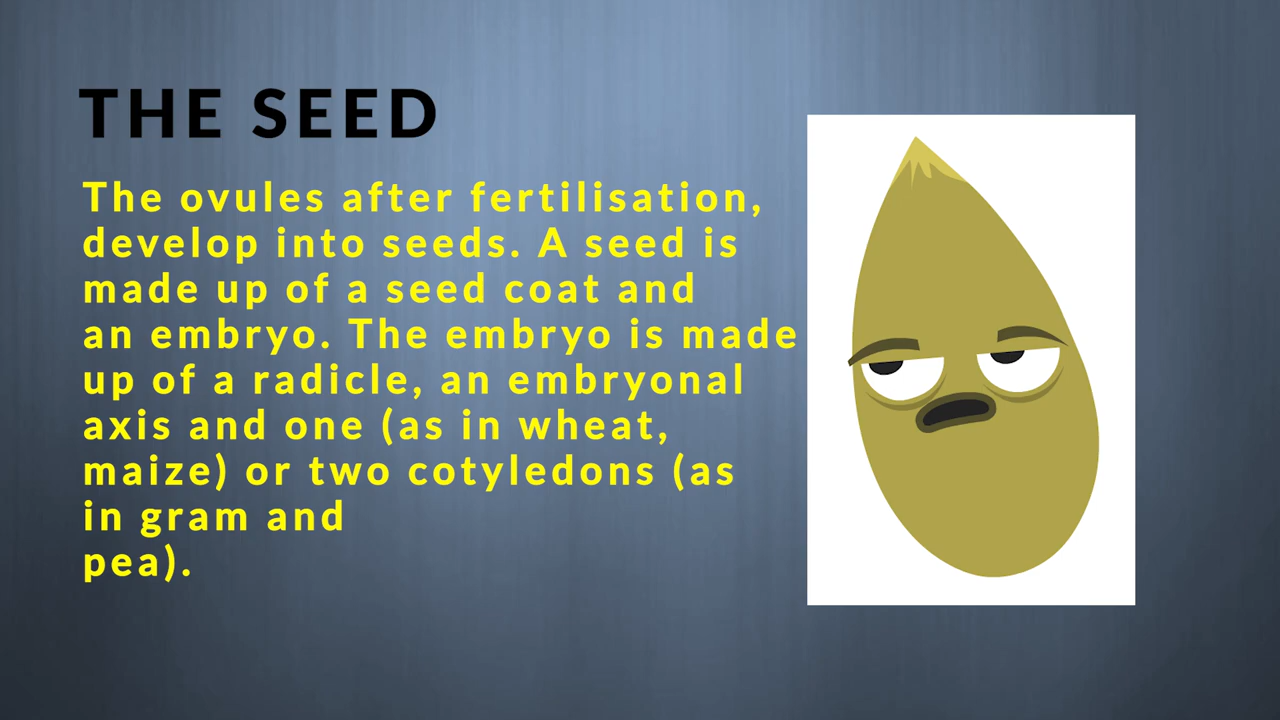 THE SEED
The ovules after fertilisation,
develop into seeds. A seed is
made up of a seed coat and
an embryo. The embryo is made
up of a radicle, an embryonal
axis and one (as in wheat,
maize) or two cotyledons (as
in gram and
pea).